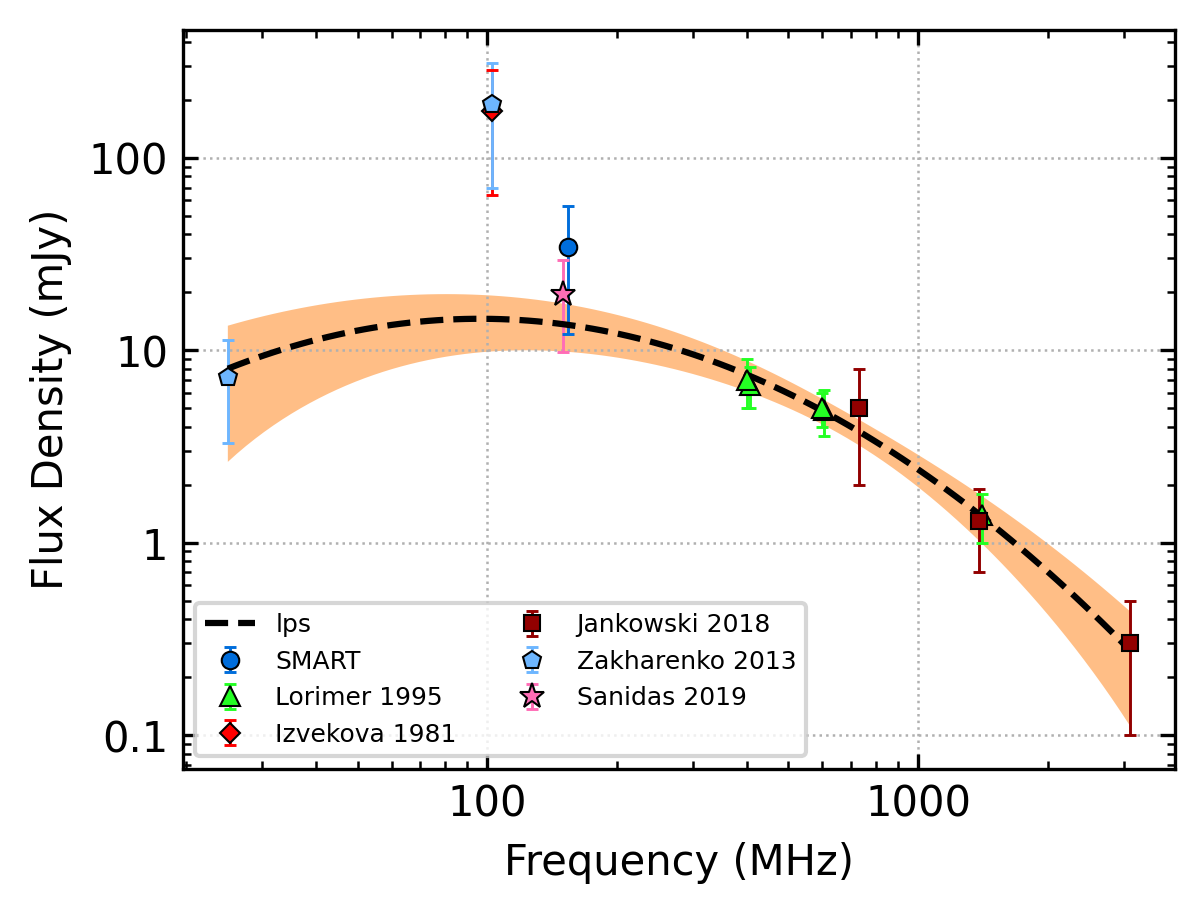 Flux Density (mJy)
100
10
1
0.1
lps
SMART
Lorimer 1995
Izvekova 1981
Jankowski 2018
Zakharenko 2013
Sanidas 2019
100
1000
Frequency (MHz)